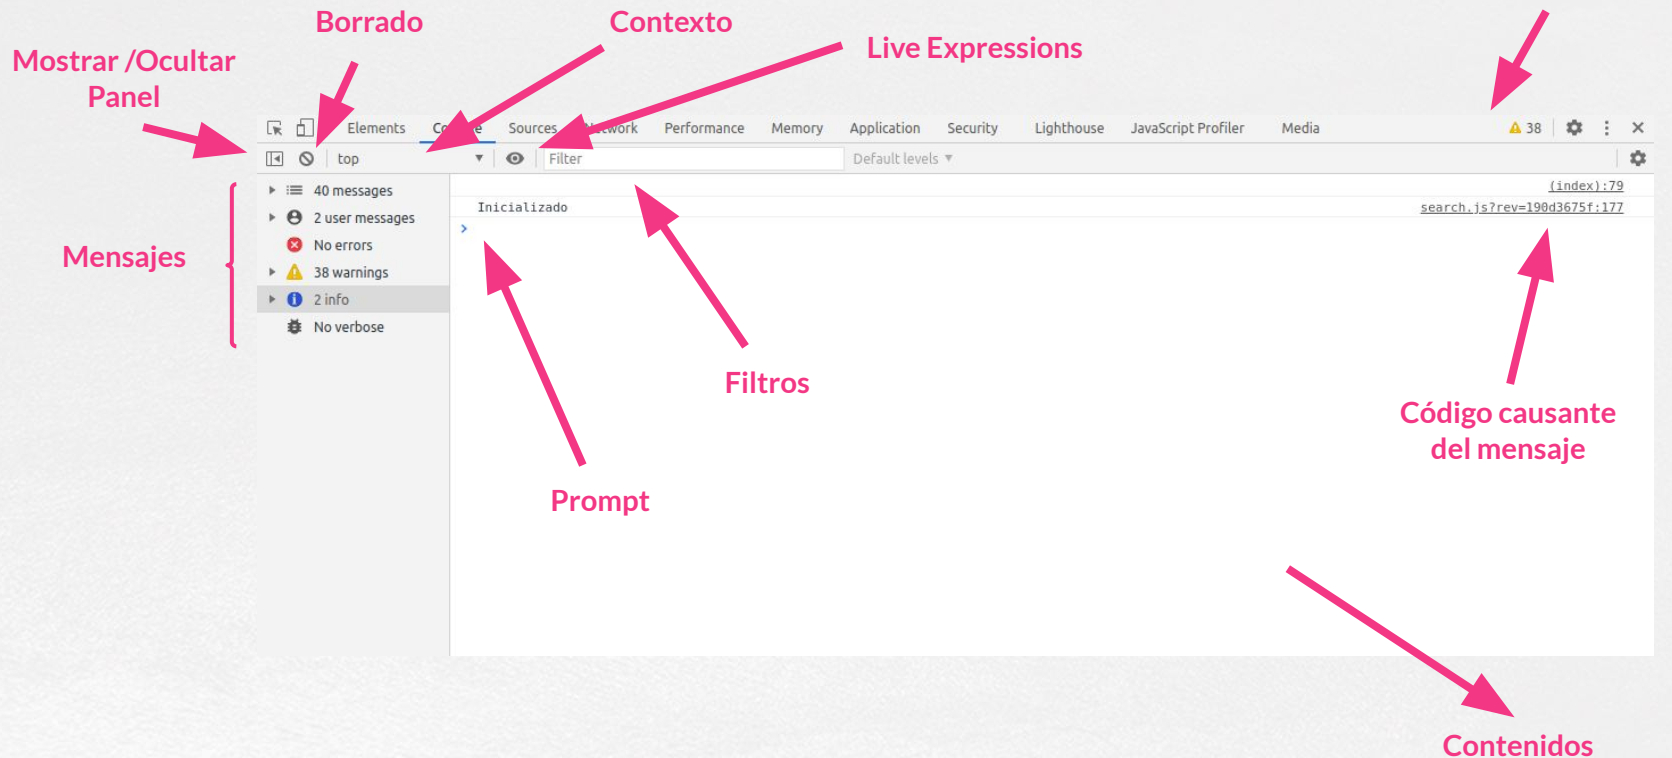 Borrado
Contexto
Live Expressions
Mostrar /Ocultar
Panel
Elements
Sources
Network
Performance
Memory
Application
Security
Lighthouse
JavaScript Profiler
Media
38
top
Filter
Default levels
40 messages
(index):79
2 user messages
Inicializado
search.js?rev=190d3675f:177
No errors
Mensajes
38 warnings
2 info
No verbose
Filtros
Código causante
del mensaje
Prompt
Contenidos